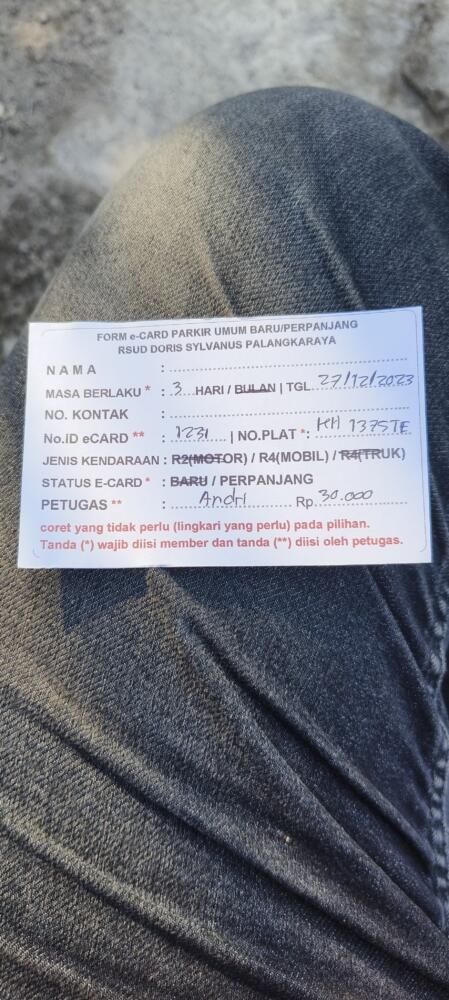 FORM e-CARD PARKIR UMUM BARU/PERPANJANG
RSUD DORIS SYLVANUS PALANGKARAYA
N A M A :
MASA BERLAKU * : 3 HARI / BULAN | TGL 27/12/2023
NO. KONTAK :
No.ID eCARD ** : 1231 | NO.PLAT *: KH 1375TE
JENIS KENDARAAN : R2(MOTOR) / R4(MOBIL) / R4(TRUK)
STATUS E-CARD * : BARU / PERPANJANG
PETUGAS ** : Andri Rp. 30.000
coret yang tidak perlu (lingkari yang perlu) pada pilihan.
Tanda (*) wajib diisi member dan tanda (**) diisi oleh petugas.